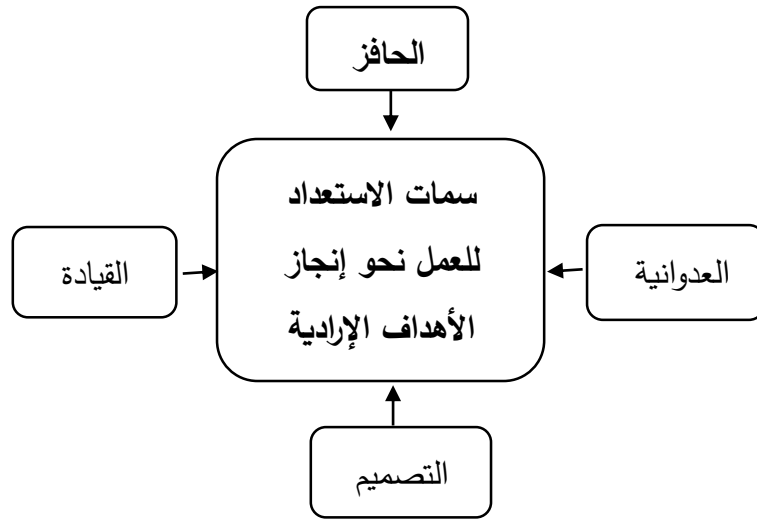 الحافز
سمات الاستعداد
للعمل نحو إنجاز
الأهداف الإرادية
العدوانية
القيادة
التصميم